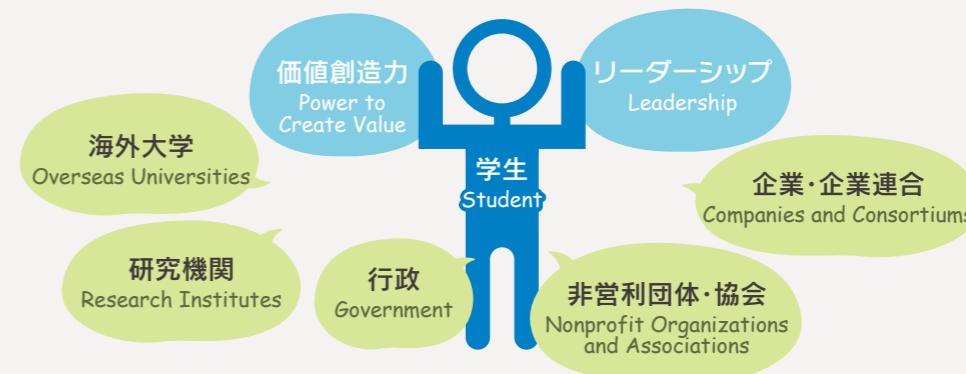 価値創造力
Power to
Create Value
リーダーシップ
Leadership
学生
Student
海外大学
Overseas Universities
企業・企業連合
Companies and Consortiums
研究機関
Research Institutes
行政
Government
非営利団体・協会
Nonprofit Organizations
and Associations